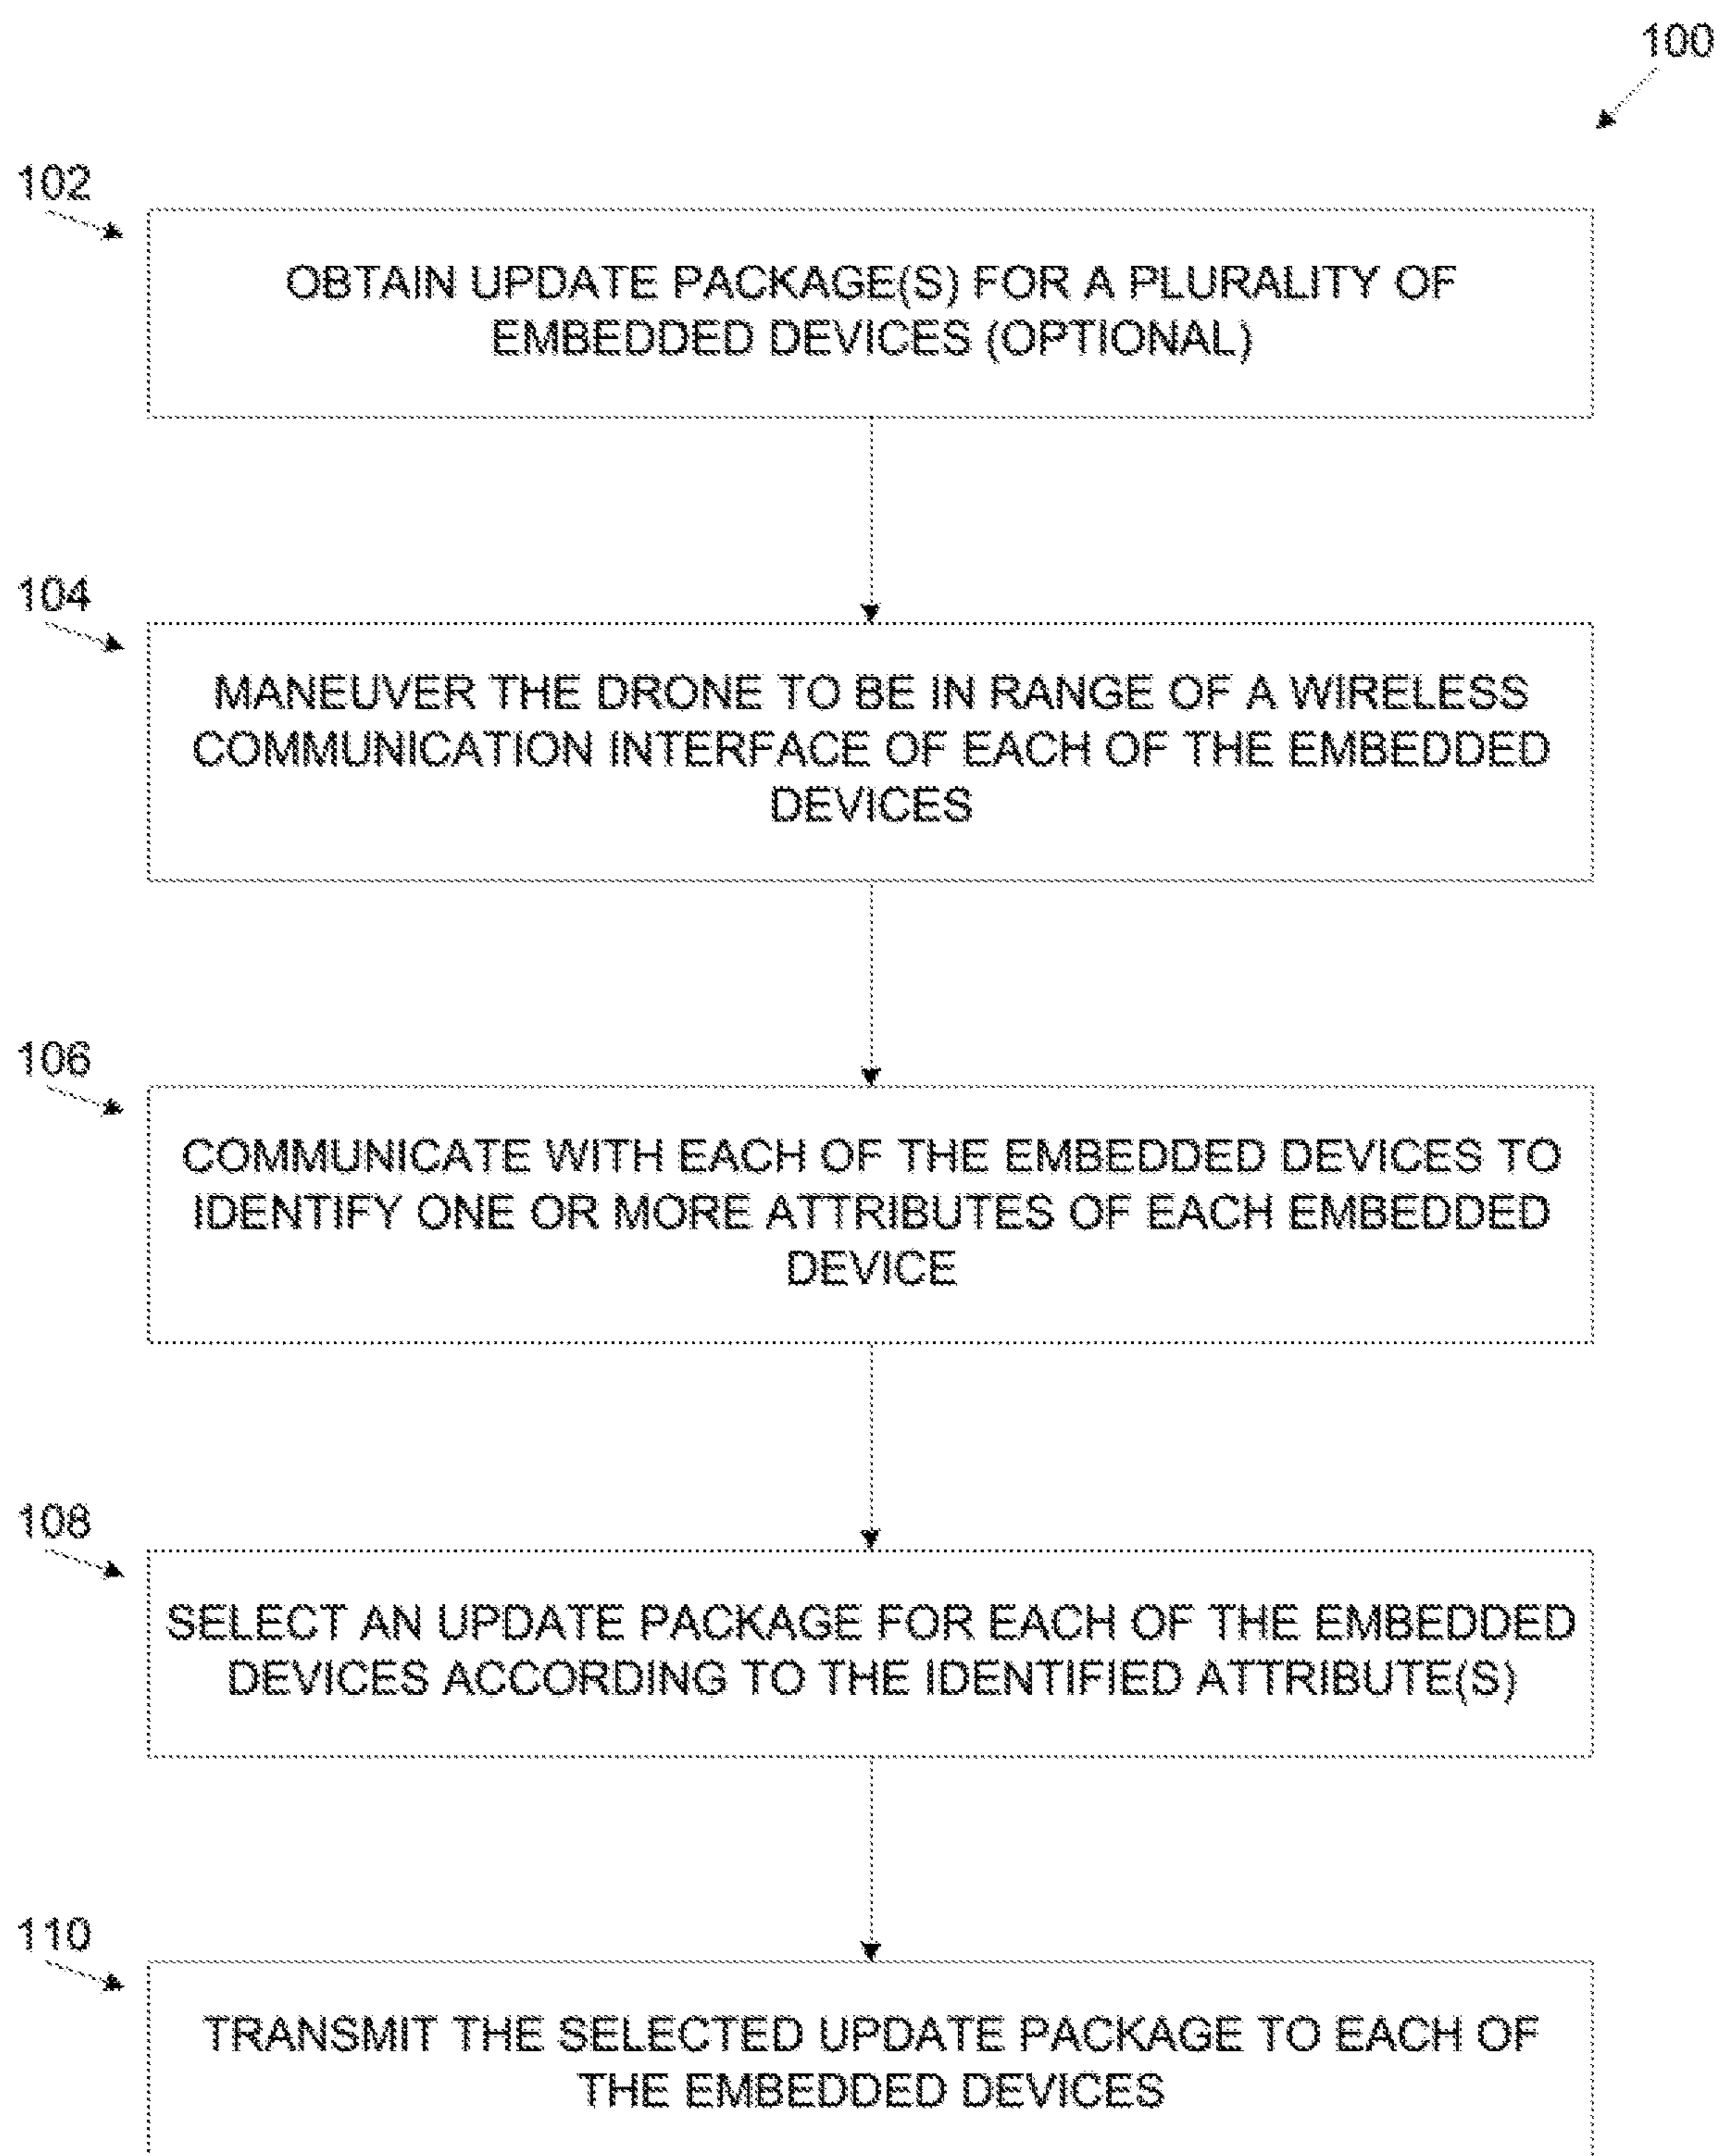 100
102
OBTAIN UPDATE PACKAGE(S) FOR A PLURALITY OF
EMBEDDED DEVICES (OPTIONAL)
104
MANEUVER THE DRONE TO BE IN RANGE OF A WIRELESS
COMMUNICATION INTERFACE OF EACH OF THE EMBEDDED
DEVICES
106
COMMUNICATE WITH EACH OF THE EMBEDDED DEVICES TO
IDENTIFY ONE OR MORE ATTRIBUTES OF EACH EMBEDDED
DEVICE
108
SELECT AN UPDATE PACKAGE FOR EACH OF THE EMBEDDED
DEVICES ACCORDING TO THE IDENTIFIED ATTRIBUTE(S)
110
TRANSMIT THE SELECTED UPDATE PACKAGE TO EACH OF
THE EMBEDDED DEVICES